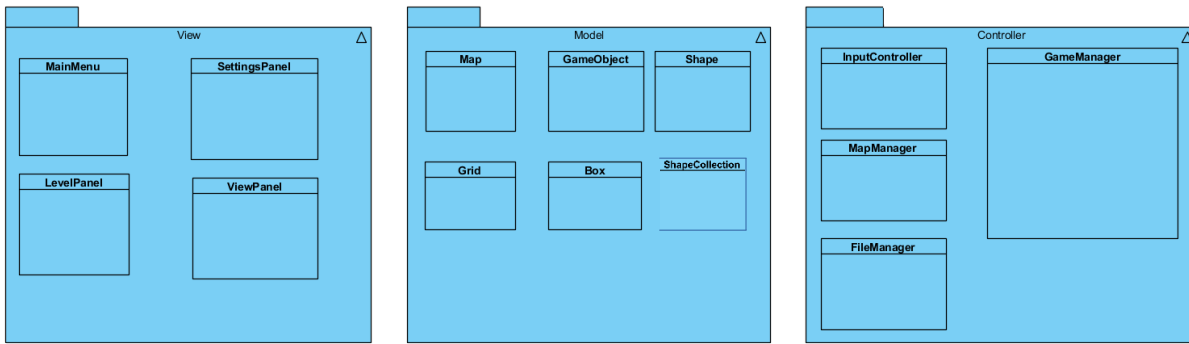 View
MainMenu
SettingsPanel
LevelPanel
ViewPanel
Model
Map
GameObject
Shape
Grid
Box
ShapeCollection
Controller
InputController
GameManager
MapManager
FileManager